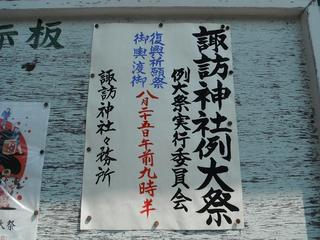 示板
諏訪神社例大祭
例大祭実行委員会
復興祈願祭
御輿渡御
八月二十五日午前九時半
諏訪神社々務所
大祭